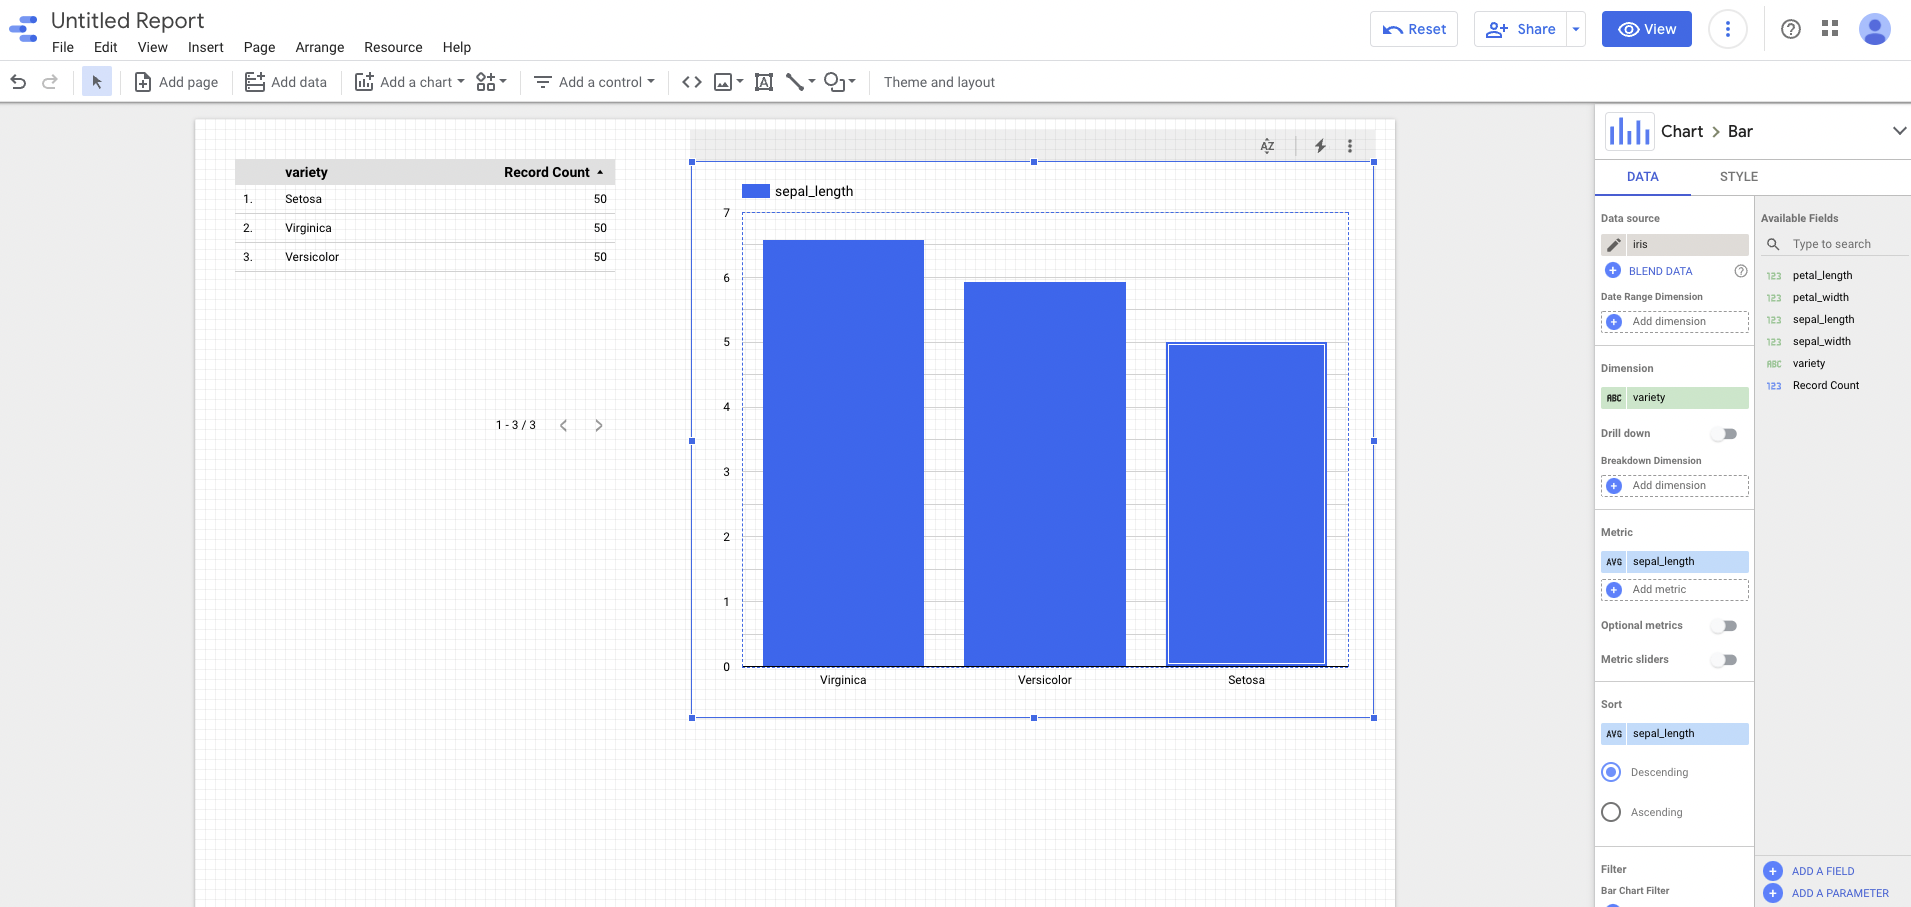 Untitled Report
File Edit View Insert Page Arrange Resource Help
Reset Share View
Add page Add data Add a chart Add a control Theme and layout
variety Record Count
1. Setosa 50
2. Virginica 50
3. Versicolor 50
1 - 3 / 3
AZ
sepal_length
7
6
5
4
3
2
1
0
Virginica Versicolor Setosa
Chart > Bar
DATA STYLE
Data source
iris
BLEND DATA
Date Range Dimension
Add dimension
Dimension
ABC variety
Drill down
Breakdown Dimension
Add dimension
Metric
AVG sepal_length
Add metric
Optional metrics
Metric sliders
Sort
AVG sepal_length
Descending
Ascending
Filter
Bar Chart Filter
Available Fields
Type to search
123 petal_length
123 petal_width
123 sepal_length
123 sepal_width
ABC variety
123 Record Count
ADD A FIELD
ADD A PARAMETER